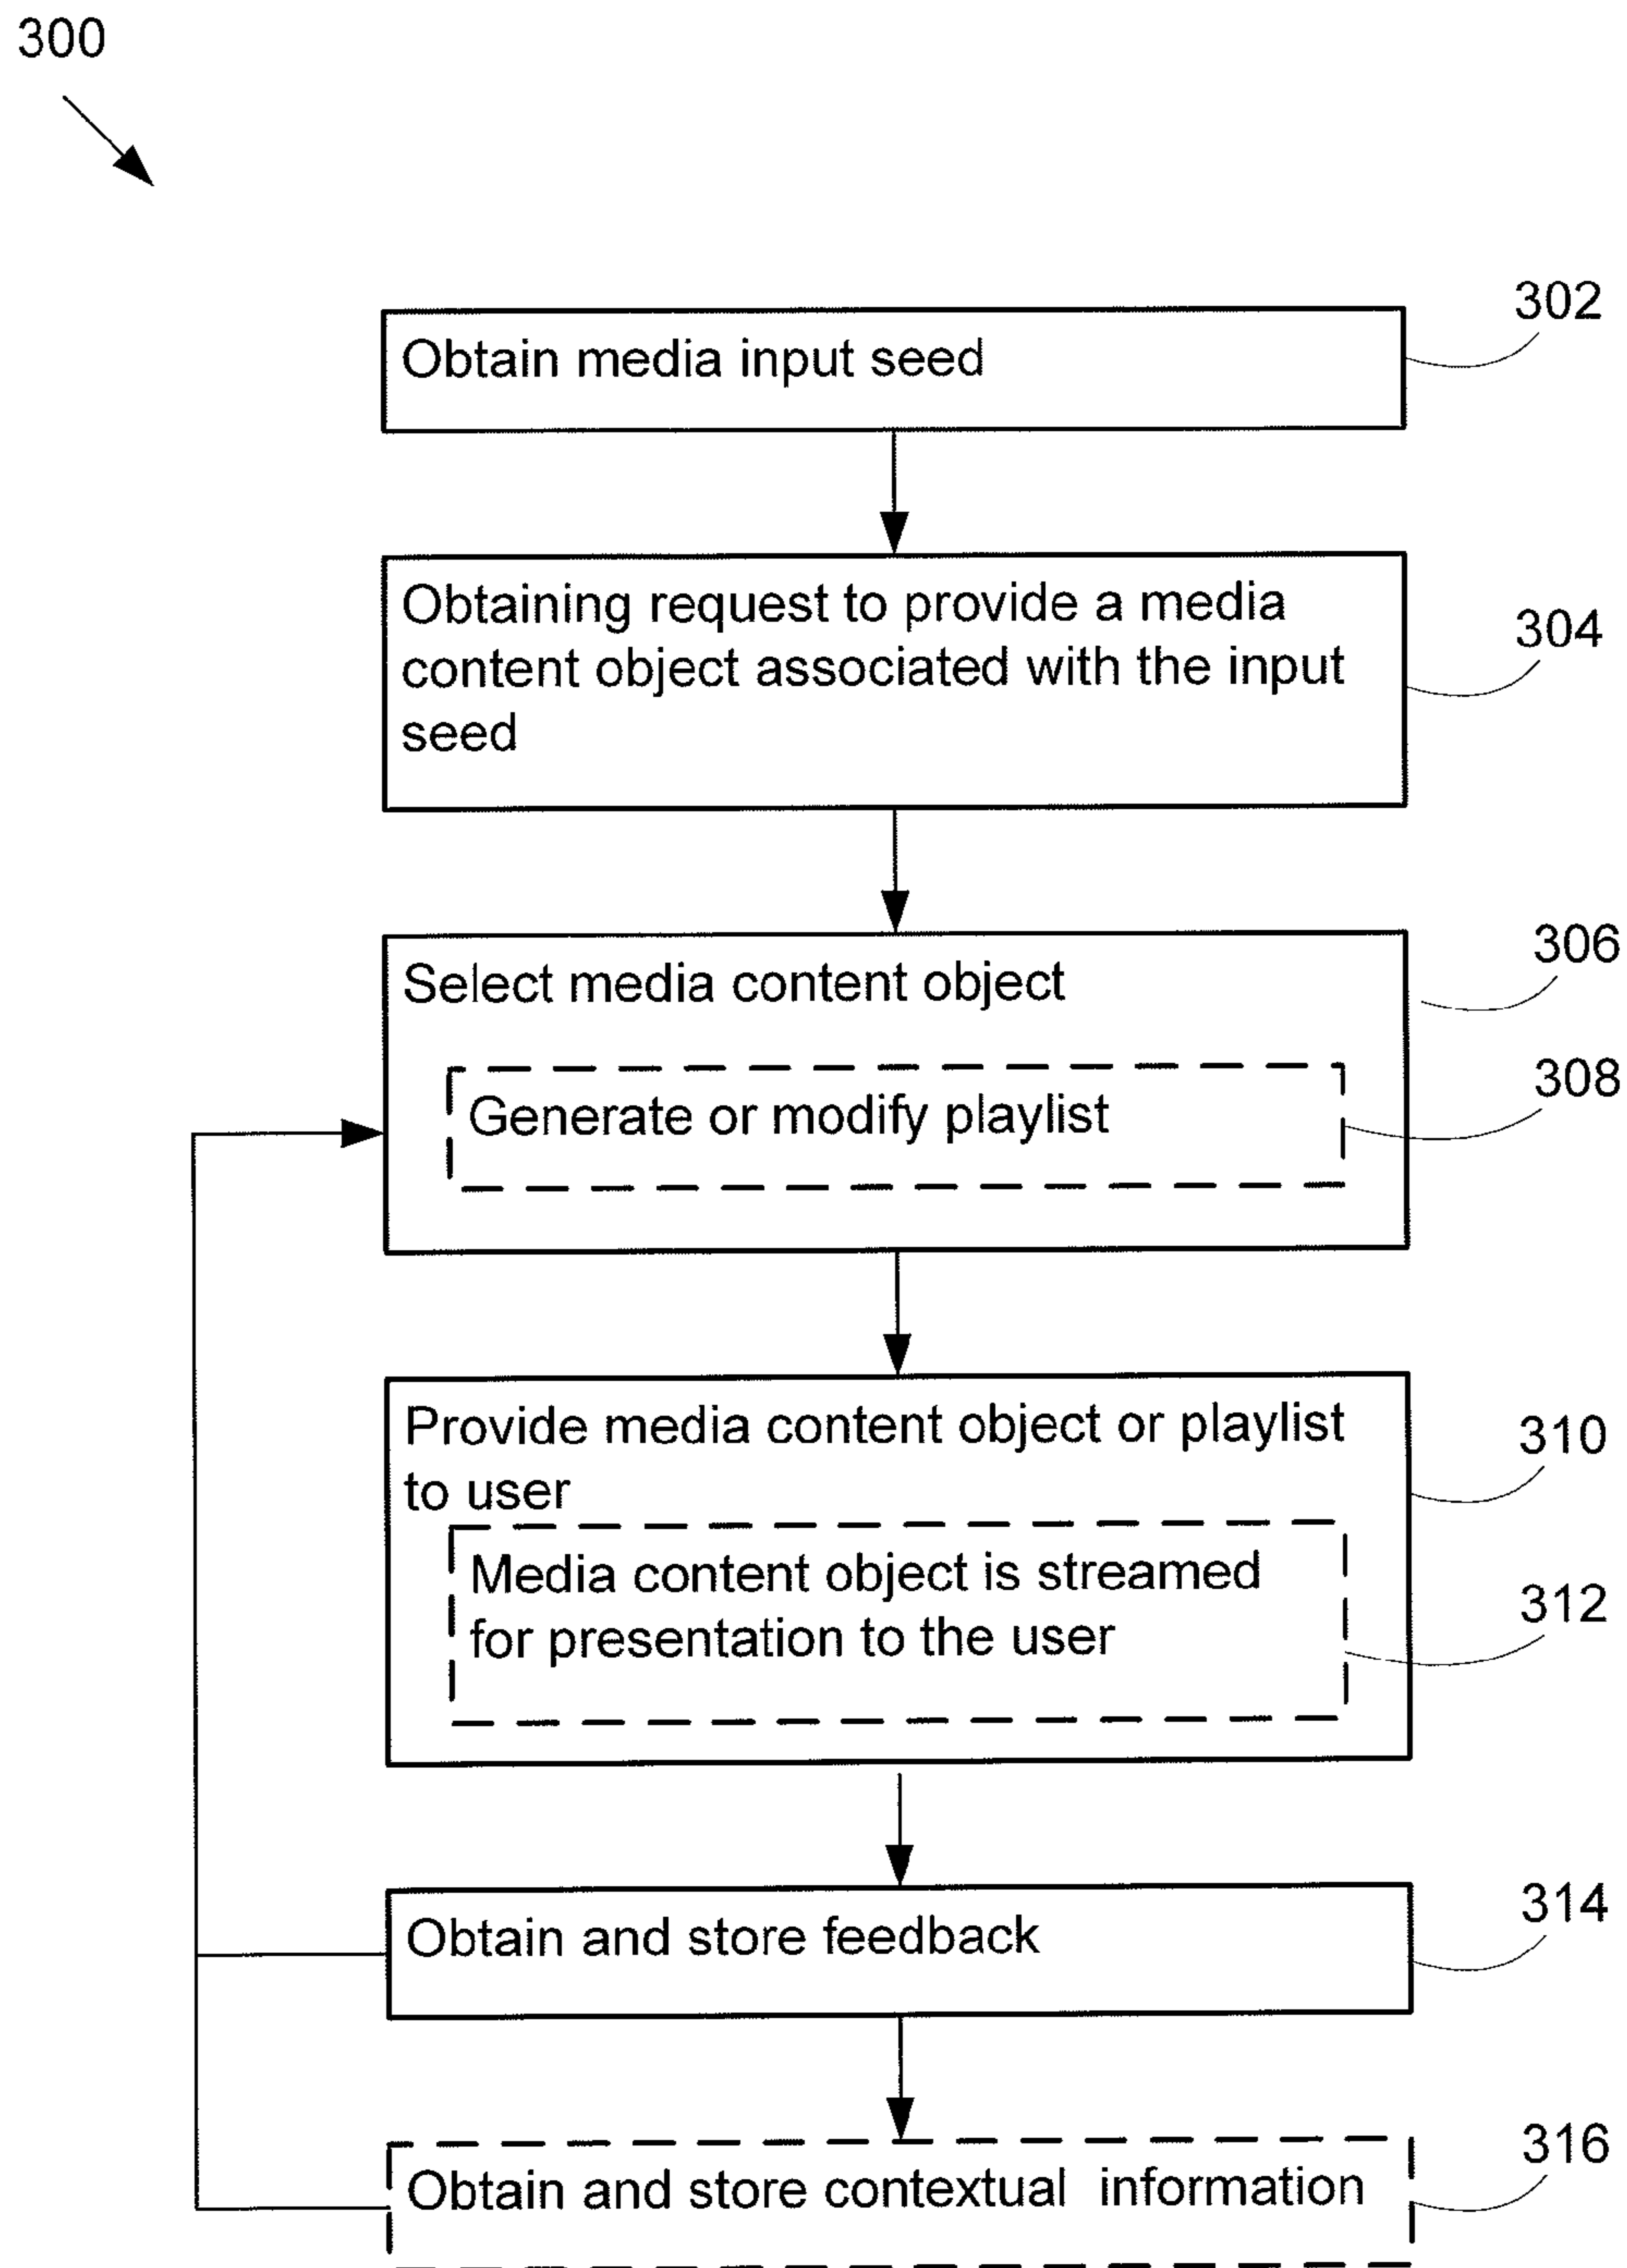 300
302
Obtain media input seed
304
Obtaining request to provide a media
content object associated with the input
seed
306
Select media content object
308
Generate or modify playlist
310
Provide media content object or playlist
to user
312
Media content object is streamed
for presentation to the user
314
Obtain and store feedback
316
Obtain and store contextual information